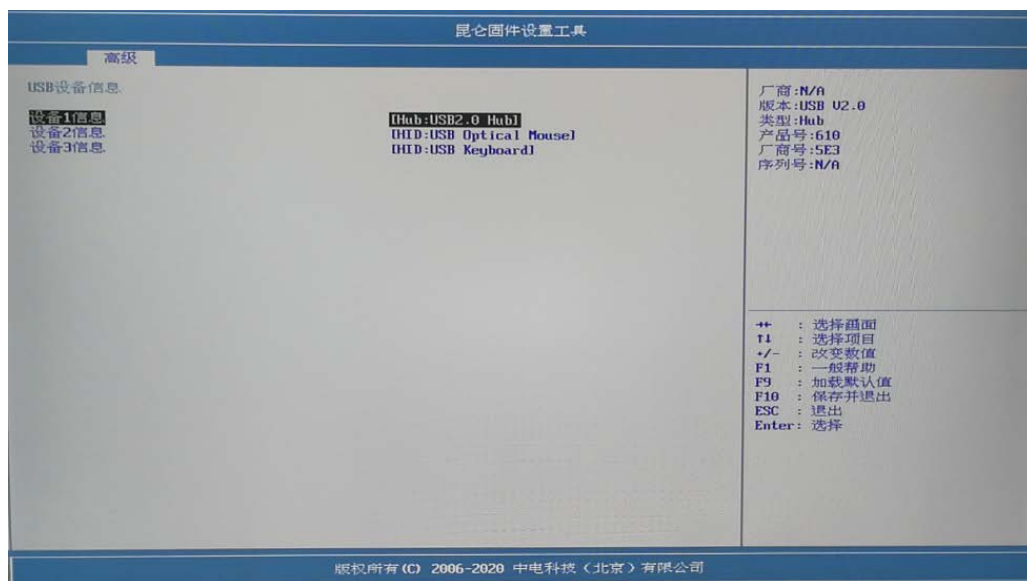 昆仑固件设置工具
高级
USB设备信息
设备1信息 [Hub:USB2.0 Hub]
设备2信息 [HID:USB Optical Mouse]
设备3信息 [HID:USB Keyboard]
厂商:N/A
版本:USB V2.0
类型:Hub
产品号:610
厂商号:5E3
序列号:N/A
→← : 选择画面
↑↓ : 选择项目
+/- : 改变数值
F1 : 一般帮助
F9 : 加载默认值
F10 : 保存并退出
ESC : 退出
Enter: 选择
版权所有(C) 2006-2020 中电科技（北京）有限公司